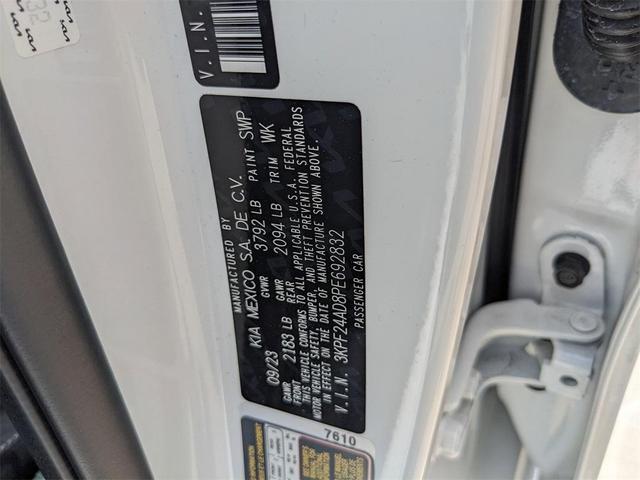 32
V.I.N.
MANUFACTURED BY
KIA MEXICO S.A. DE C.V.
09/23 GVWR 3792 LB PAINT SWP
GAWR FRONT 2183 LB GAWR REAR 2094 LB TRIM WK
THIS VEHICLE CONFORMS TO ALL APPLICABLE U.S.A. FEDERAL
MOTOR VEHICLE SAFETY, BUMPER, AND THEFT PREVENTION STANDARDS
IN EFFECT ON THE DATE OF MANUFACTURE SHOWN ABOVE.
V.I.N. 3KPF24AD8PE692832
PASSENGER CAR
7610